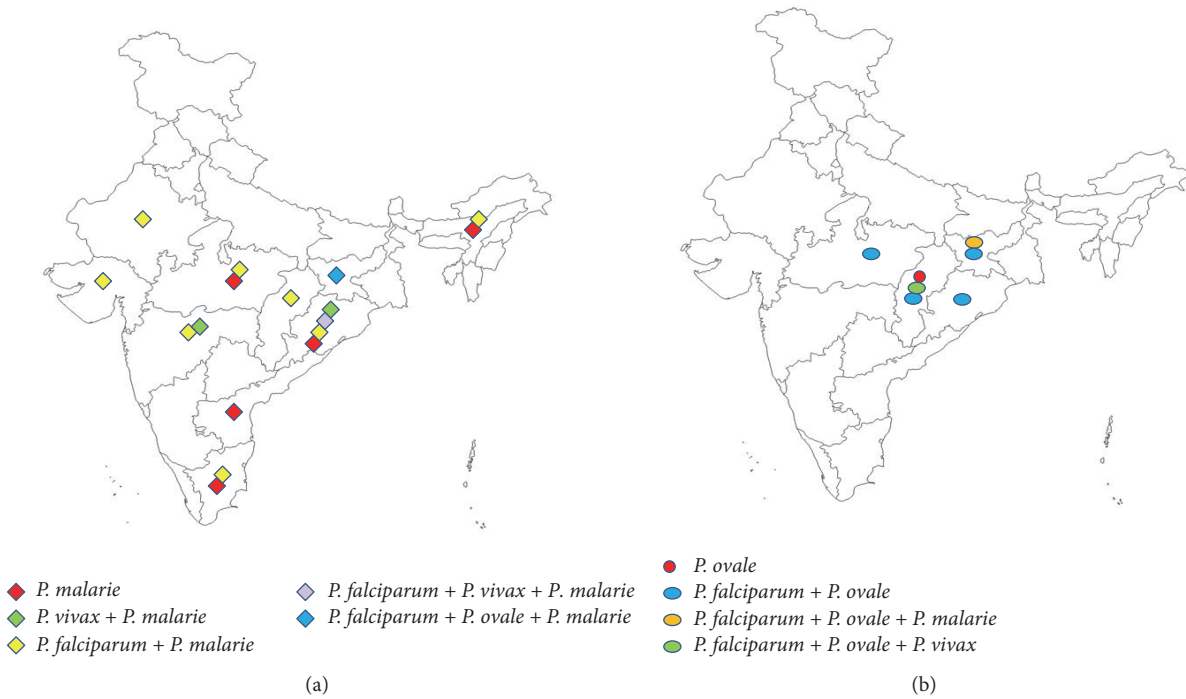 P. malarie
P. vivax + P. malarie
P. falciparum + P. malarie
P. falciparum + P. vivax + P. malarie
P. falciparum + P. ovale + P. malarie
(a)
P. ovale
P. falciparum + P. ovale
P. falciparum + P. ovale + P. malarie
P. falciparum + P. ovale + P. vivax
(b)